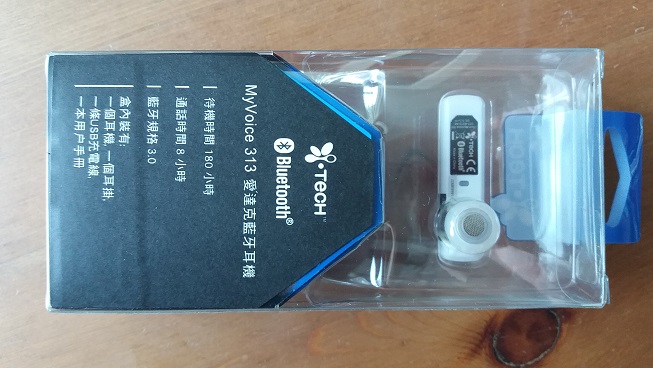 i.TECH™
Bluetooth®
MyVoice 313 愛達克藍牙耳機
待機時間 180 小時
通話時間 8 小時
藍牙規格 3.0
盒內裝有:
一個耳機, 一個耳掛,
一條USB充電線,
一本用戶手冊
i.TECH
Bluetooth
CE